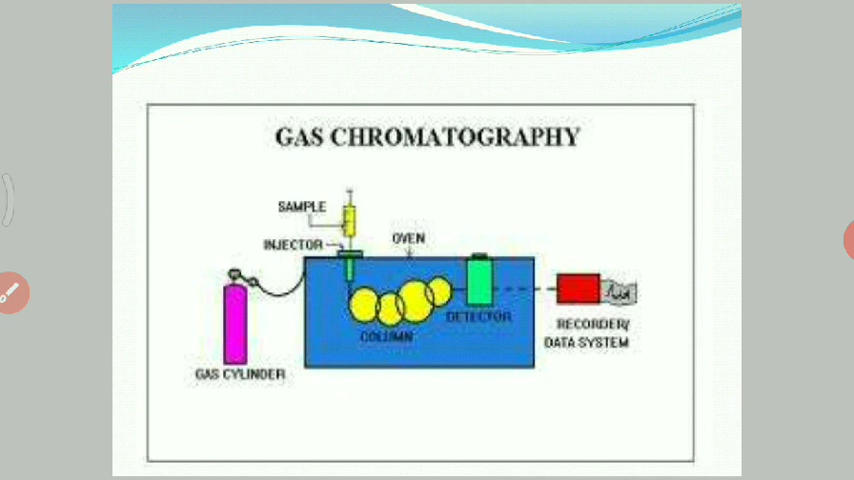 GAS CHROMATOGRAPHY
SAMPLE
INJECTOR
OVEN
COLUMN
DETECTOR
RECORDER/
DATA SYSTEM
GAS CYLINDER